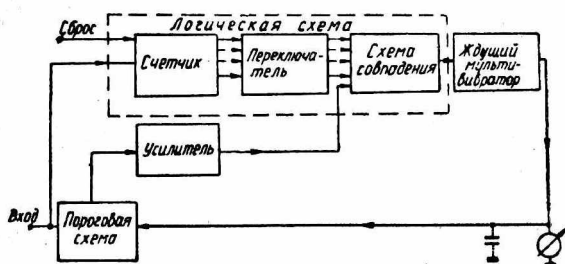 Логическая схема
Сброс
Счетчик
Переключа-
тель
Схема
совпадения
Ждущий
мульти-
вибратор
Усилитель
Вход
Пороговая
схема